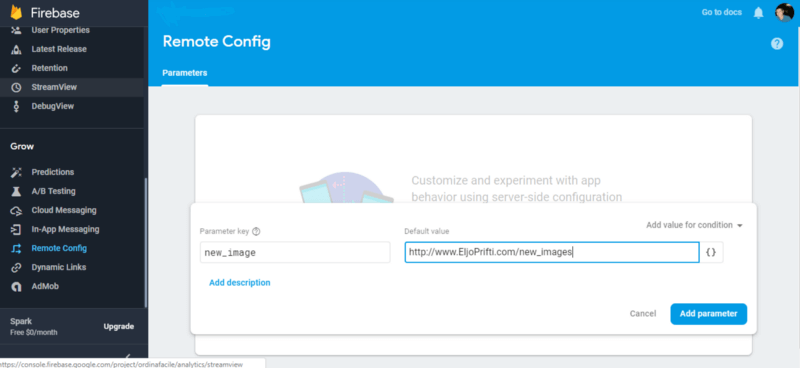 Firebase
Go to docs
User Properties
Latest Release
Retention
StreamView
DebugView
Grow
Predictions
A/B Testing
Cloud Messaging
In-App Messaging
Remote Config
Dynamic Links
AdMob
Spark
Free $0/month
Upgrade
Remote Config
Parameters
Customize and experiment with app
behavior using server-side configuration
Parameter key
Default value
Add value for condition
new_image
http://www.EljoPrifti.com/new_images
{}
Add description
Cancel
Add parameter
https://console.firebase.google.com/project/ordinafacile/analytics/streamview